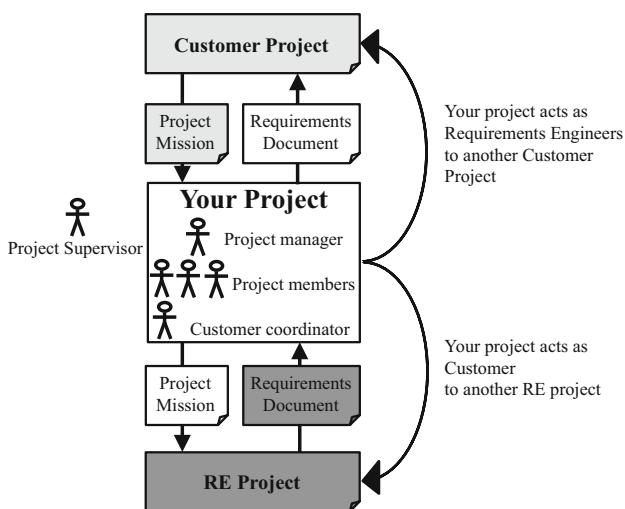 Customer Project
Project
Mission
Requirements
Document
Your project acts as
Requirements Engineers
to another Customer
Project
Your Project
Project Supervisor
Project manager
Project members
Customer coordinator
Project
Mission
Requirements
Document
Your project acts as
Customer
to another RE project
RE Project